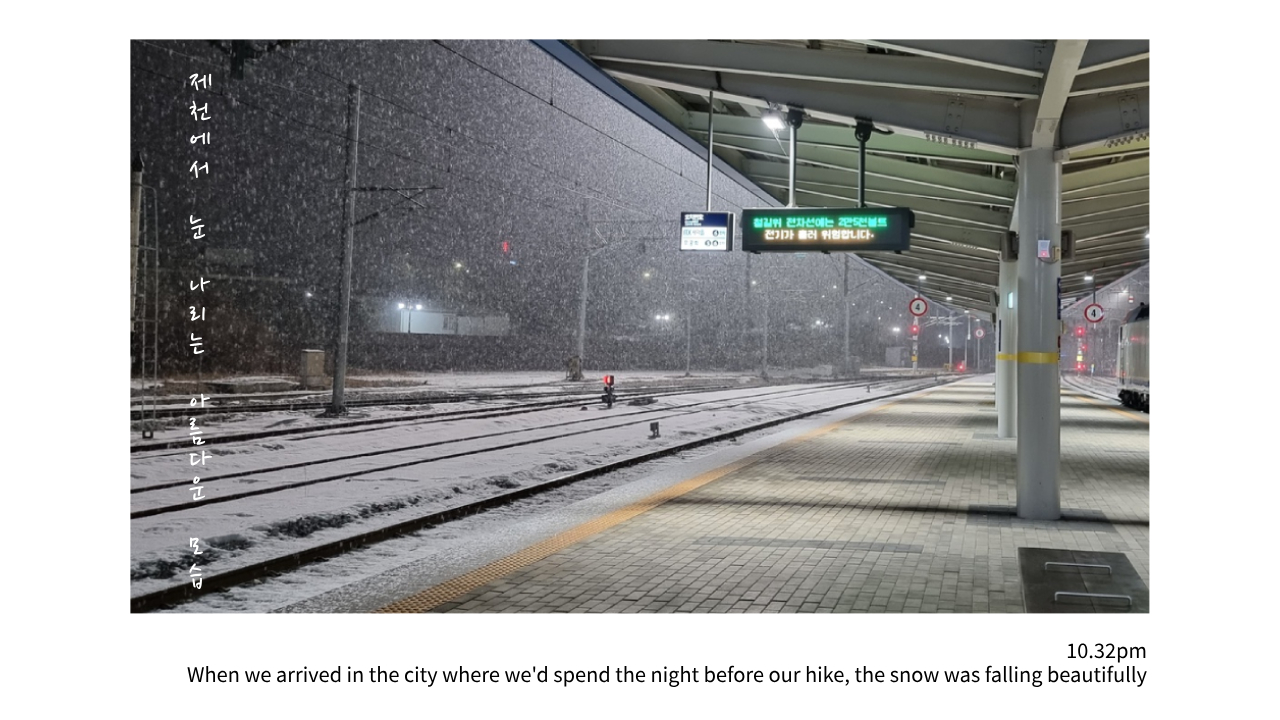 제천에서 눈 나리는 아름다운 모습
철길위 전차선에는 2만5천볼트
전기가 흘러 위험합니다.
4
4
10.32pm
When we arrived in the city where we'd spend the night before our hike, the snow was falling beautifully